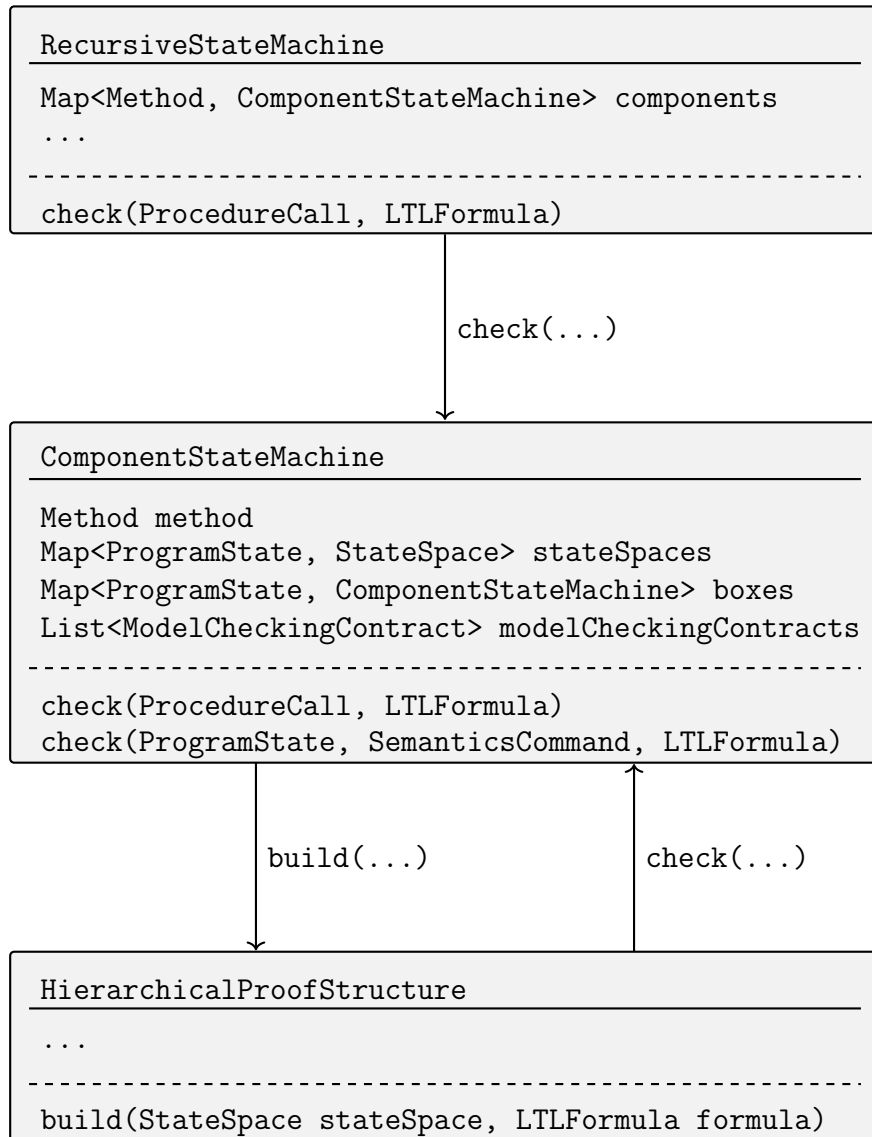 RecursiveStateMachine
Map<Method, ComponentStateMachine> components
...
check(ProcedureCall, LTLFormula)
check(...)
ComponentStateMachine
Method method
Map<ProgramState, StateSpace> stateSpaces
Map<ProgramState, ComponentStateMachine> boxes
List<ModelCheckingContract> modelCheckingContracts
check(ProcedureCall, LTLFormula)
check(ProgramState, SemanticsCommand, LTLFormula)
build(...)
check(...)
HierarchicalProofStructure
...
build(StateSpace stateSpace, LTLFormula formula)